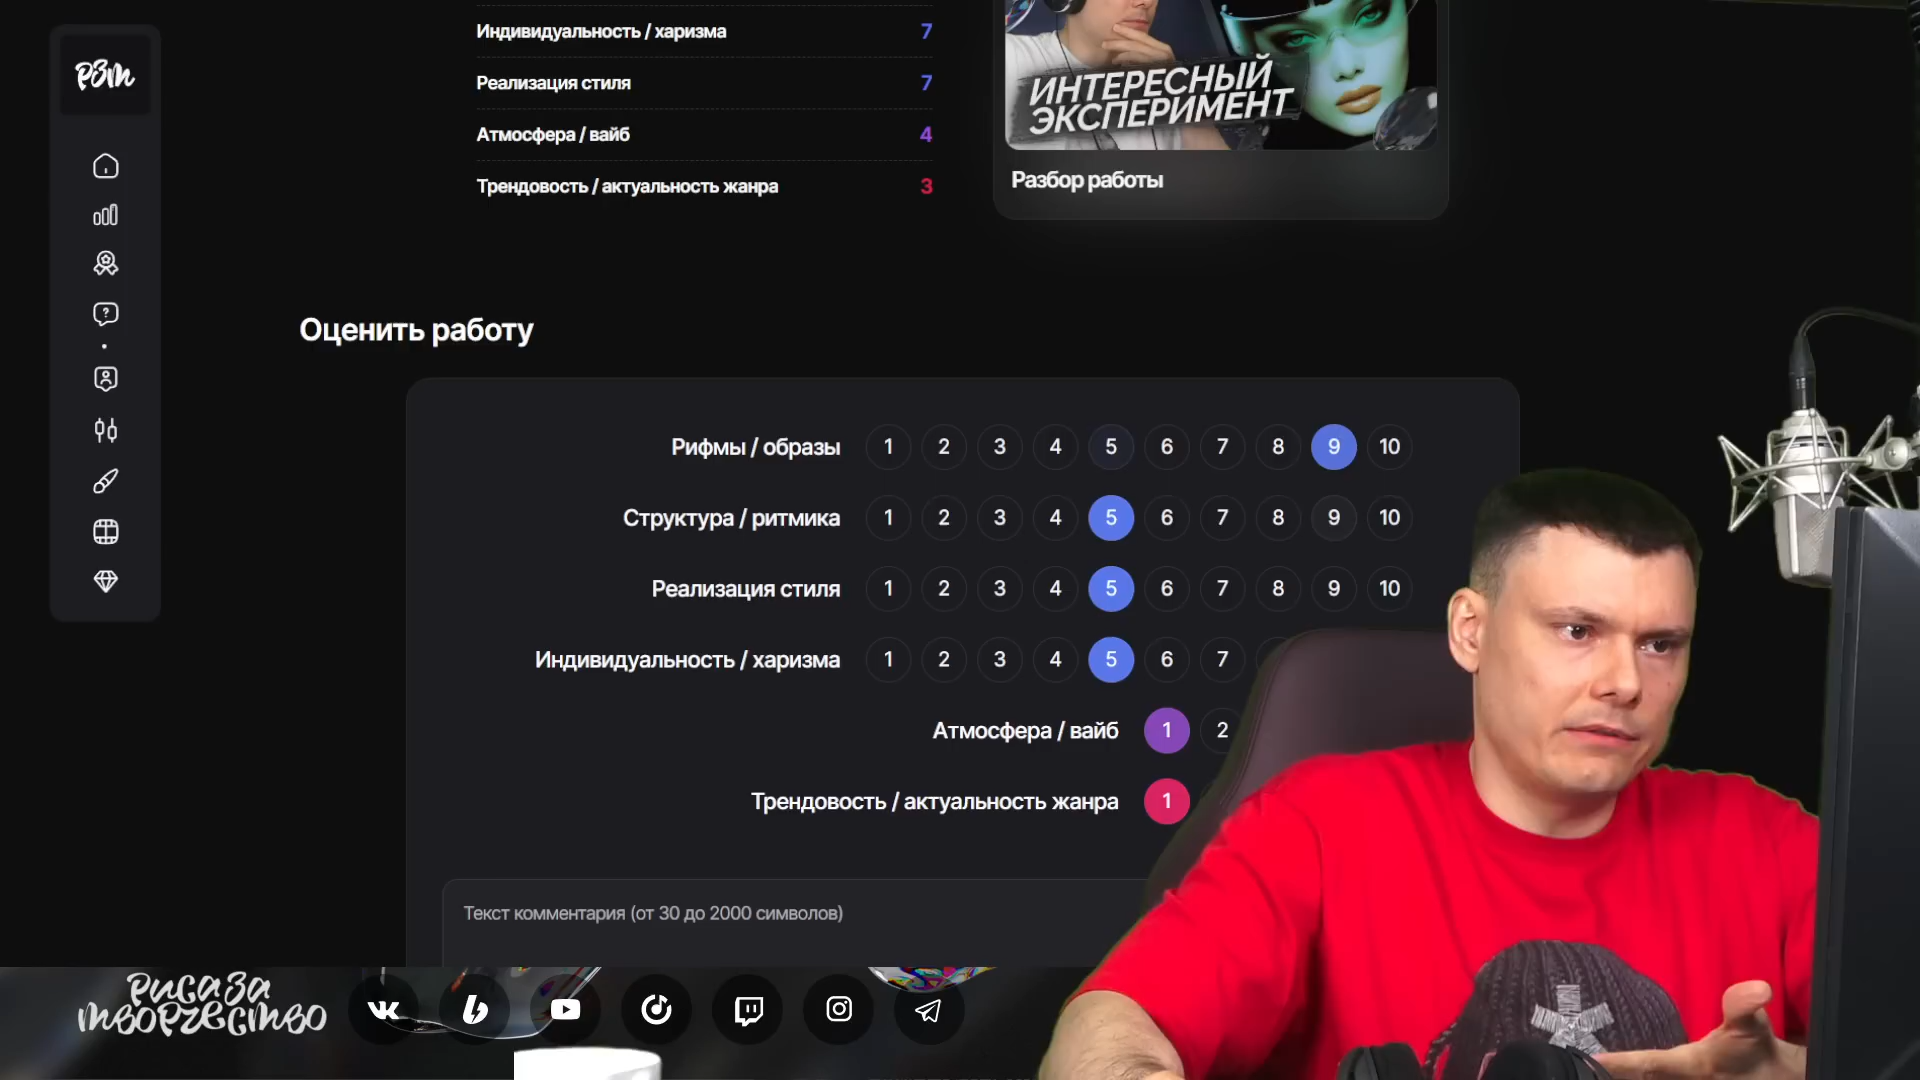 РЗТ
Индивидуальность / харизма 7
Реализация стиля 7
Атмосфера / вайб 4
Трендовость / актуальность жанра 3
ИНТЕРЕСНЫЙ
ЭКСПЕРИМЕНТ
Разбор работы
Оценить работу
Рифмы / образы 1 2 3 4 5 6 7 8 9 10
Структура / ритмика 1 2 3 4 5 6 7 8 9 10
Реализация стиля 1 2 3 4 5 6 7 8 9 10
Индивидуальность / харизма 1 2 3 4 5 6 7
Атмосфера / вайб 1 2
Трендовость / актуальность жанра 1
Текст комментария (от 30 до 2000 символов)
РИСАЗА
ТВОРЧЕСТВО